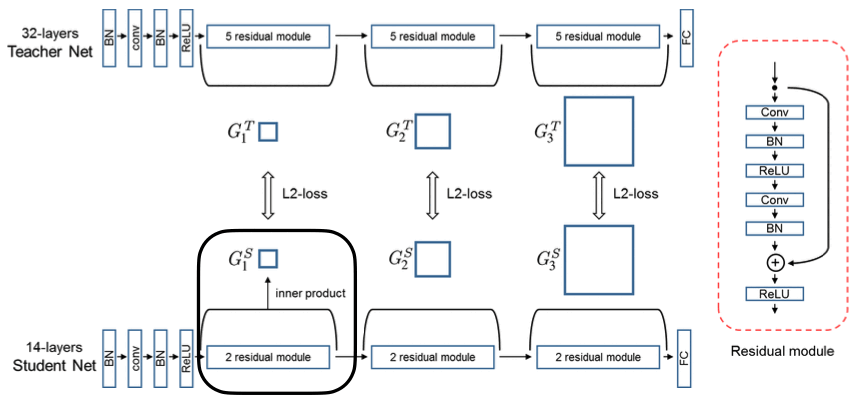 32-layers
Teacher Net
BN
conv
BN
ReLU
5 residual module
5 residual module
5 residual module
FC
G_1^T
G_2^T
G_3^T
L2-loss
L2-loss
L2-loss
G_1^S
G_2^S
G_3^S
inner product
14-layers
Student Net
BN
conv
BN
ReLU
2 residual module
2 residual module
2 residual module
FC
Conv
BN
ReLU
Conv
BN
+
ReLU
Residual module